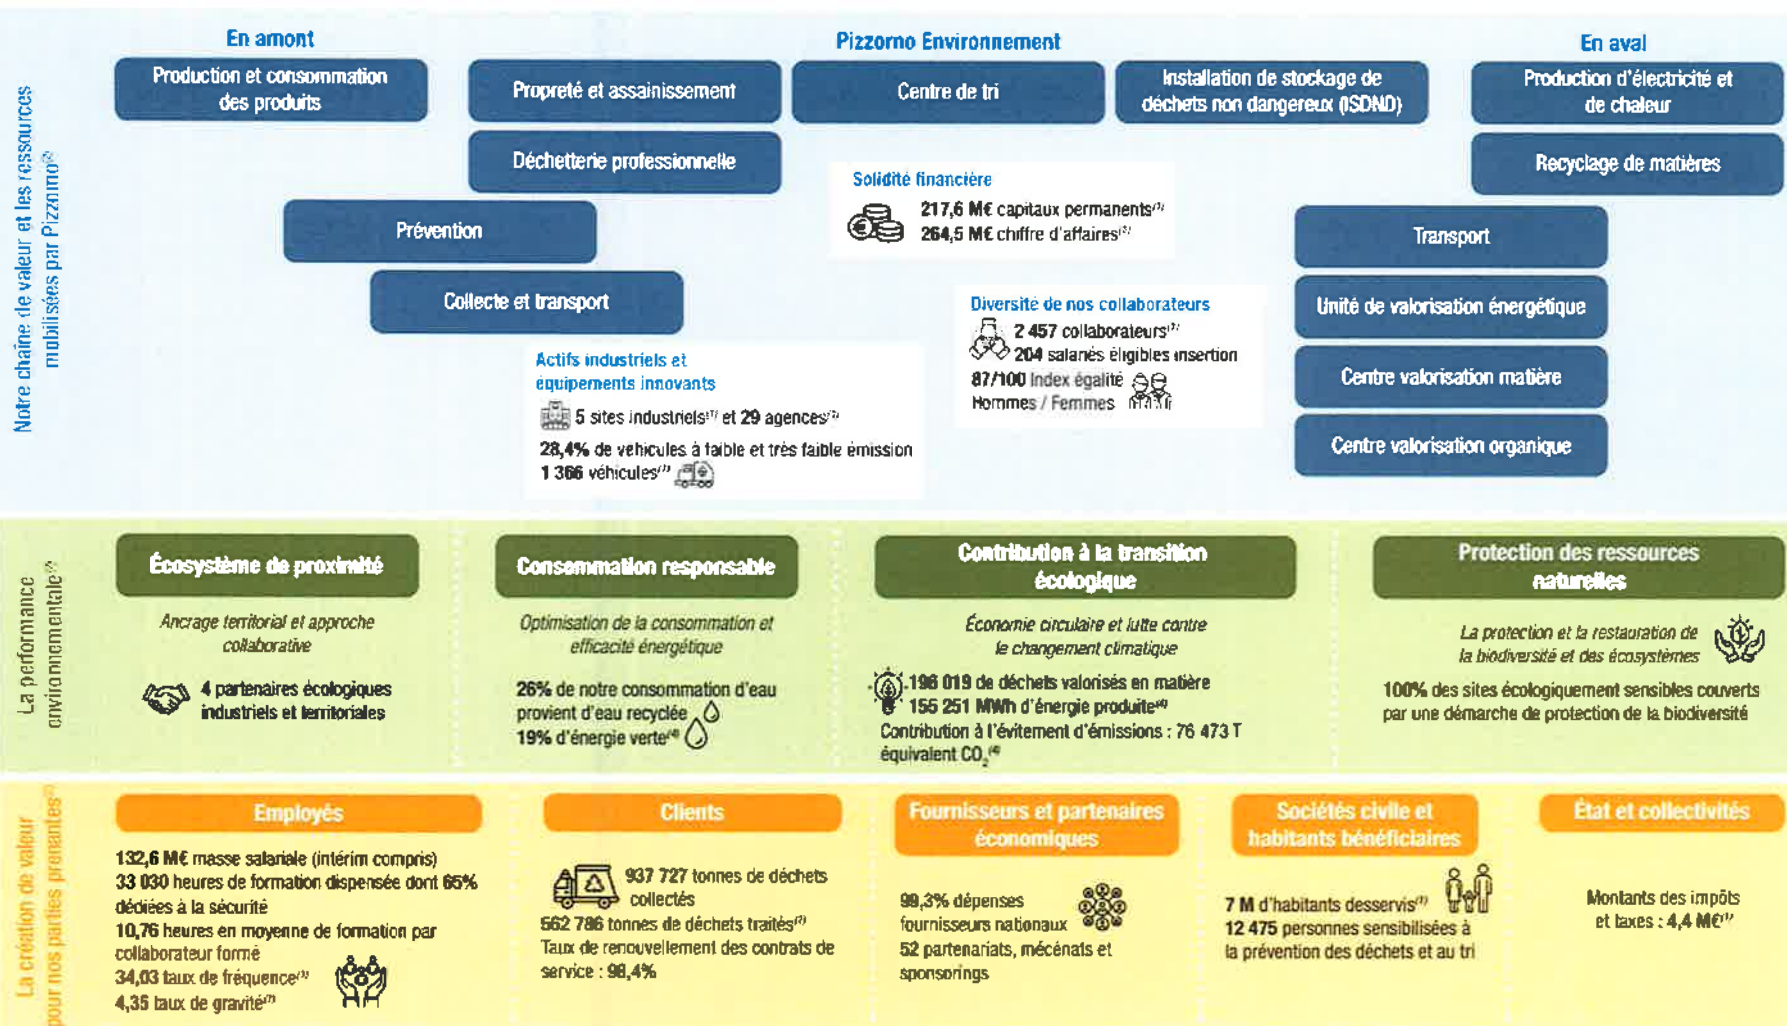 Notre chaîne de valeur et les ressources
mobilisées par Pizzorno
En amont
Pizzorno Environnement
En aval
Production et consommation
des produits
Propreté et assainissement
Centre de tri
Installation de stockage de
déchets non dangereux (ISDND)
Production d'électricité et
de chaleur
Déchetterie professionnelle
Recyclage de matières
Prévention
Collecte et transport
Solidité financière
217,6 M€ capitaux permanents
264,5 M€ chiffre d'affaires
Transport
Unité de valorisation énergétique
Centre valorisation matière
Centre valorisation organique
Diversité de nos collaborateurs
2 457 collaborateurs
204 salariés éligibles insertion
87/100 Index égalité
Hommes / Femmes
Actifs industriels et
équipements innovants
5 sites industriels et 29 agences
28,4% de véhicules à faible et très faible émission
1 366 véhicules
La performance
environnementale
Écosystème de proximité
Ancrage territorial et approche
collaborative
4 partenaires écologiques
industriels et territoriales
Consommation responsable
Optimisation de la consommation et
efficacité énergétique
26% de notre consommation d'eau
provient d'eau recyclée
19% d'énergie verte⁽⁴⁾
Contribution à la transition
écologique
Économie circulaire et lutte contre
le changement climatique
196 019 de déchets valorisés en matière
155 251 MWh d'énergie produite⁽⁴⁾
Contribution à l'évitement d'émissions : 76 473 T
équivalent CO₂⁽⁴⁾
Protection des ressources
naturelles
La protection et la restauration de
la biodiversité et des écosystèmes
100% des sites écologiquement sensibles couverts
par une démarche de protection de la biodiversité
La création de valeur
pour nos parties prenantes
Employés
132,6 M€ masse salariale (intérim compris)
33 030 heures de formation dispensée dont 65%
dédiées à la sécurité
10,76 heures en moyenne de formation par
collaborateur formé
34,03 taux de fréquence
4,35 taux de gravité
Clients
937 727 tonnes de déchets
collectés
562 786 tonnes de déchets traités
Taux de renouvellement des contrats de
service : 98,4%
Fournisseurs et partenaires
économiques
99,3% dépenses
fournisseurs nationaux
52 partenariats, mécénats et
sponsorings
Sociétés civile et
habitants bénéficiaires
7 M d'habitants desservis
12 475 personnes sensibilisées à
la prévention des déchets et au tri
État et collectivités
Montants des impôts
et taxes : 4,4 M€